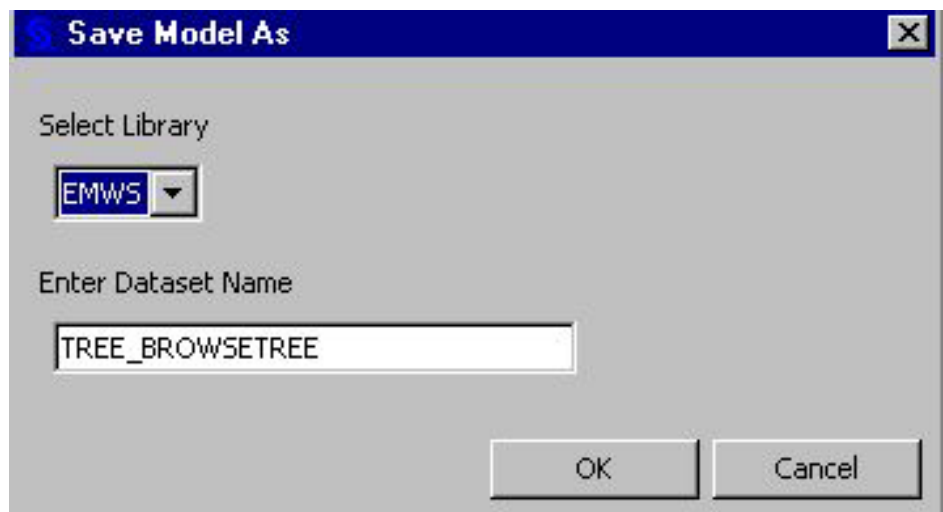 Save Model As
Select Library
EMWS
Enter Dataset Name
TREE_BROWSETREE
OK Cancel